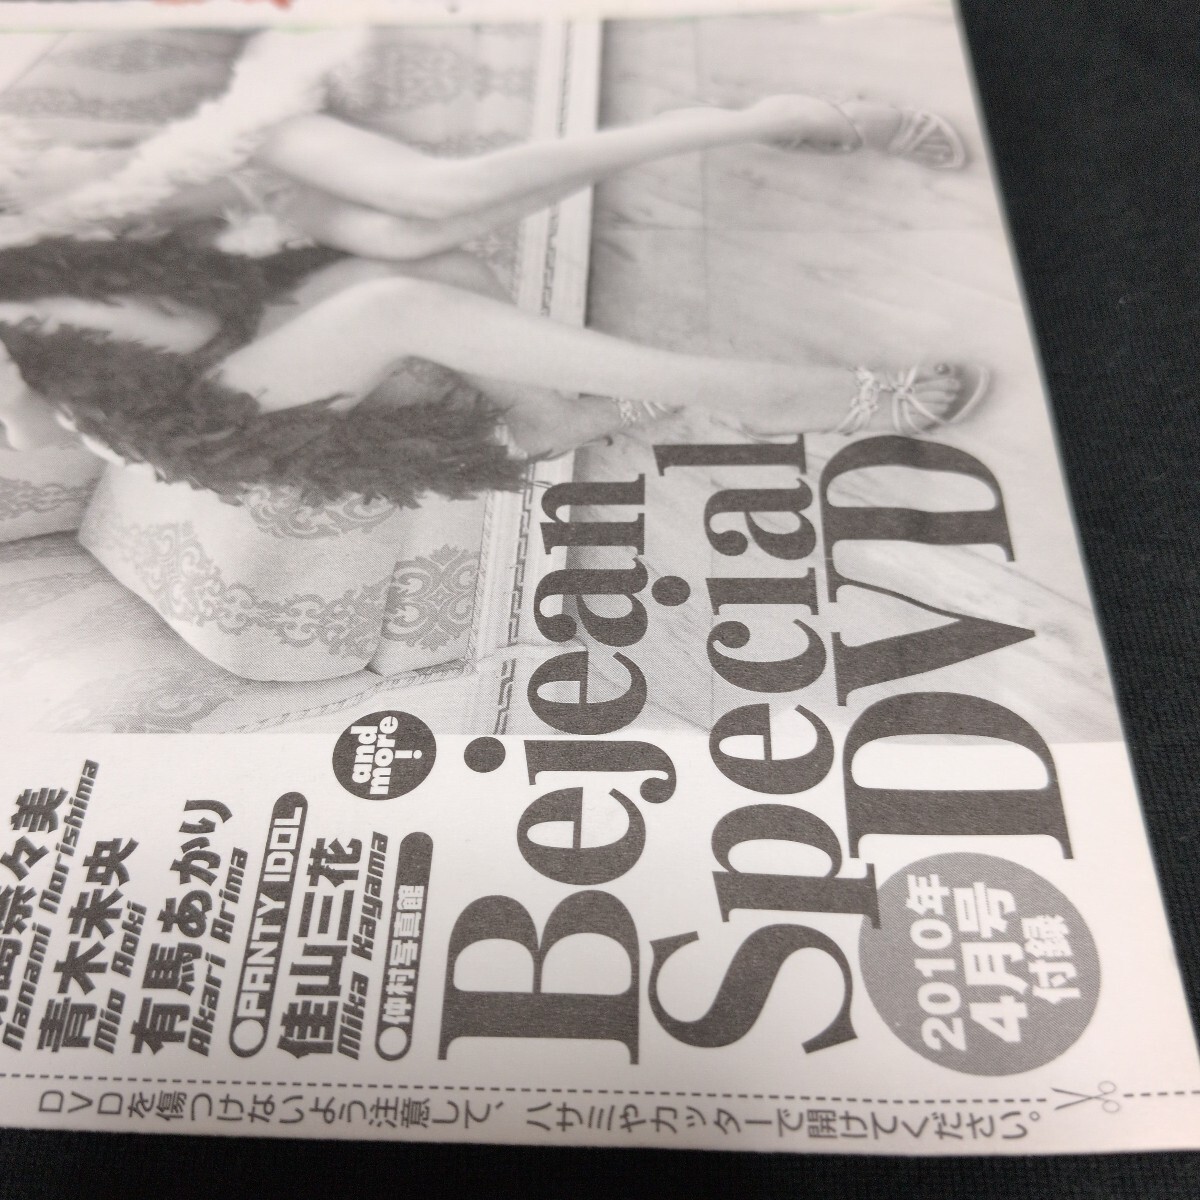 奈々美
Nanami Norishima
青木未央
Mio Aoki
有馬あかり
Akari Arima
PANTY IDOL
佳山三花
Mika Kayama
仲村写真館
and
more!
Bejean
Special
DVD
2010年
4月号
付録
DVDを傷つけないよう注意して、ハサミやカッターで開けてください。